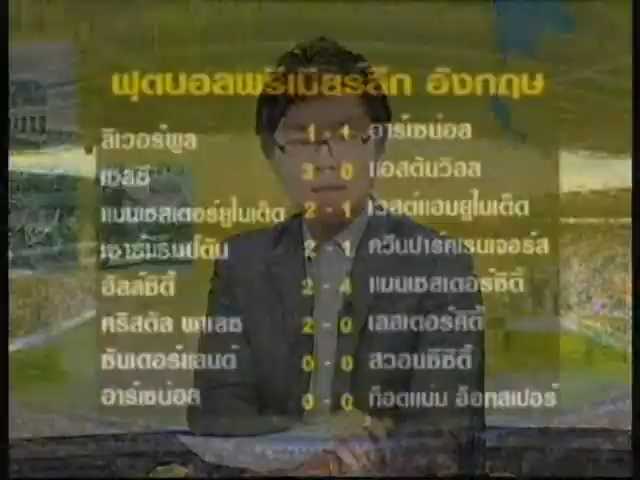 ฟุตบอลพรีเมียร์ลีก อังกฤษ
ลิเวอร์พูล 1 - 1 อาร์เซน่อล
เชลซี 3 - 0 แอสตันวิลล
แมนเชสเตอร์ยูไนเต็ด 2 - 1 เวสต์แฮมยูไนเต็ด
เซาธ์แธมป์ตัน 2 - 1 ควีนปาร์คเรนเจอร์ส
ฮัลล์ซิตี้ 2 - 4 แมนเชสเตอร์ซิตี้
คริสตัล พาเลซ 2 - 0 เลสเตอร์ซิตี้
ซันเดอร์แลนด์ 0 - 0 สวอนซีซิตี้
อาร์เซน่อล 0 - 0 ท็อตแน่ม ฮ็อทสเปอร์